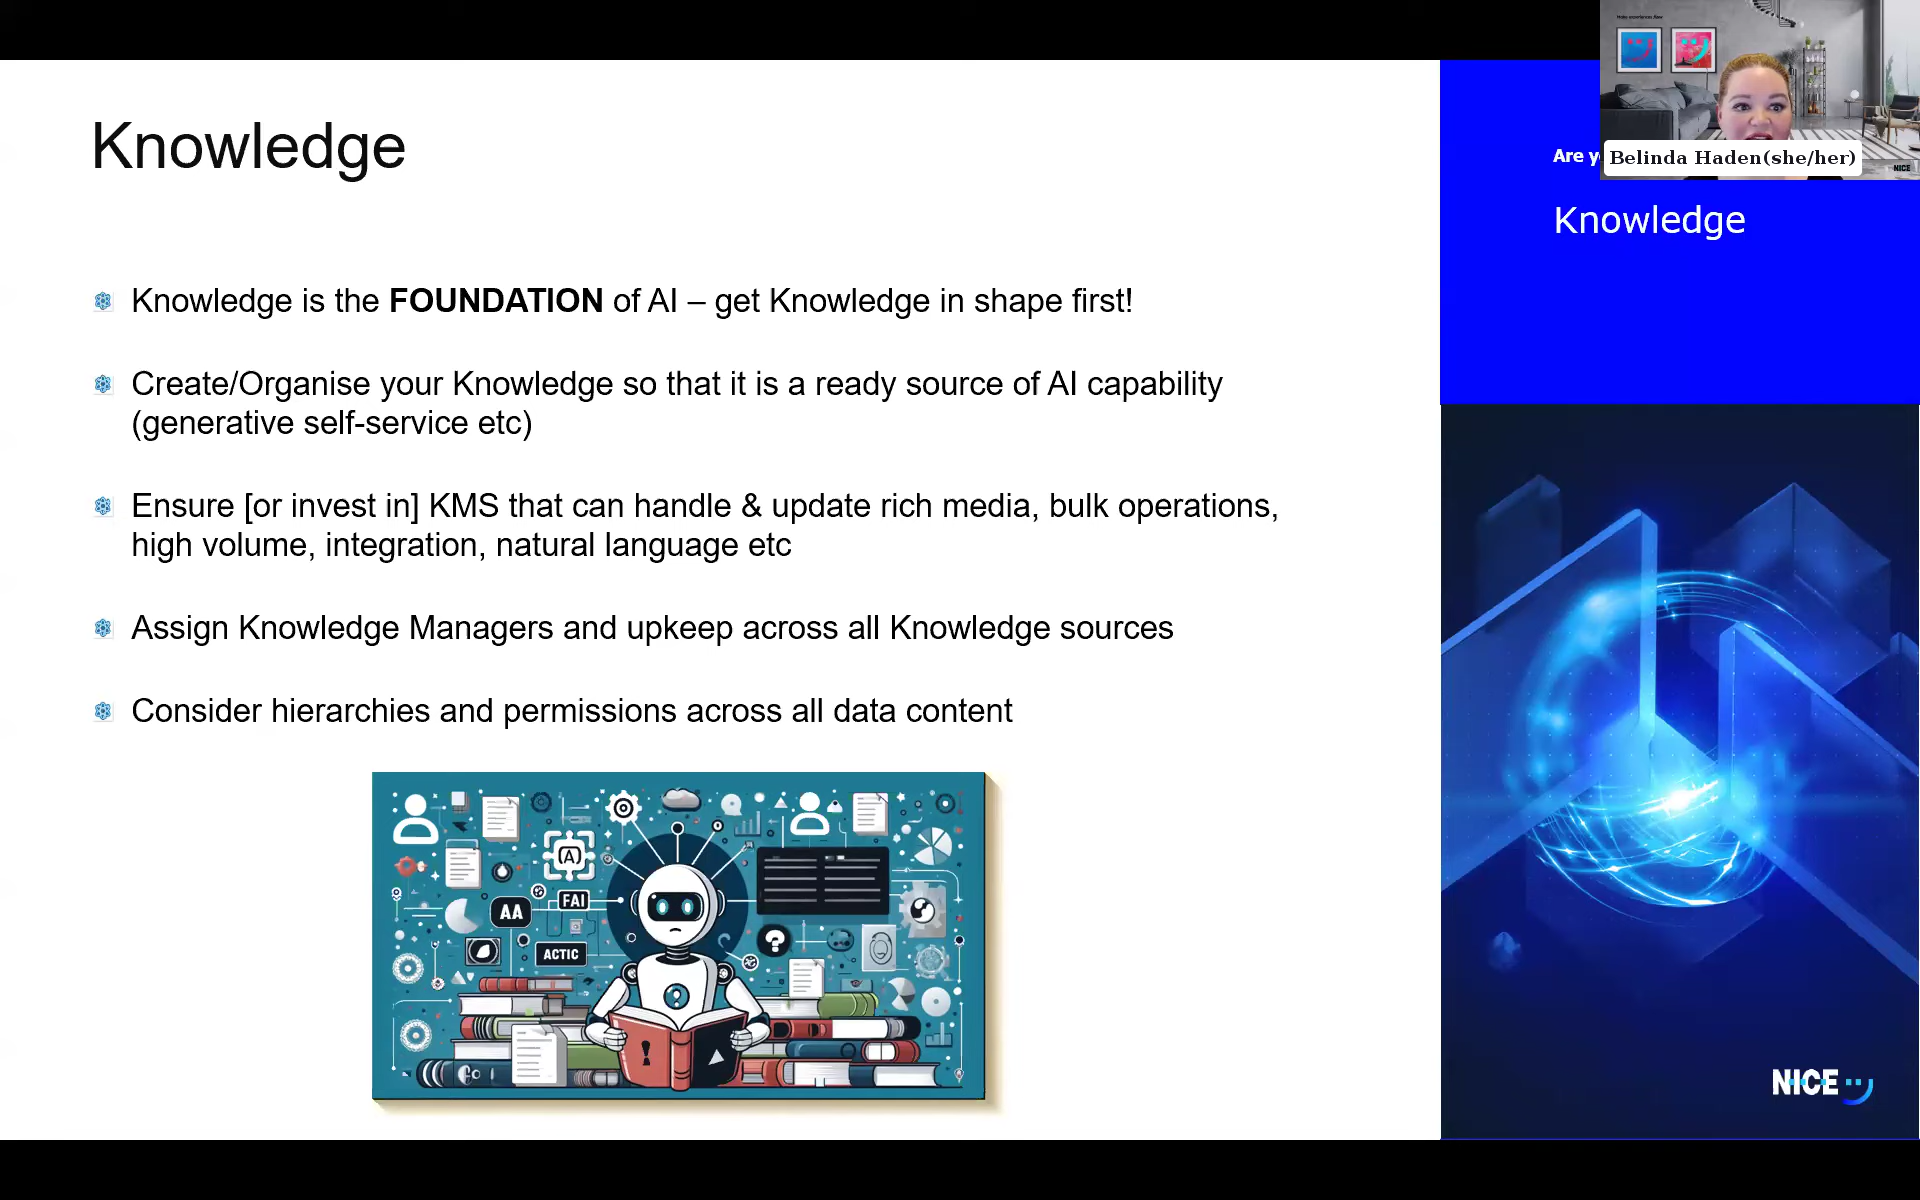 Knowledge
Knowledge is the FOUNDATION of AI – get Knowledge in shape first!
Create/Organise your Knowledge so that it is a ready source of AI capability
(generative self-service etc)
Ensure [or invest in] KMS that can handle & update rich media, bulk operations,
high volume, integration, natural language etc
Assign Knowledge Managers and upkeep across all Knowledge sources
Consider hierarchies and permissions across all data content
(A)
FAI
AA
ACTIC
Are
Belinda Haden(she/her)
NICE
Knowledge
NICE